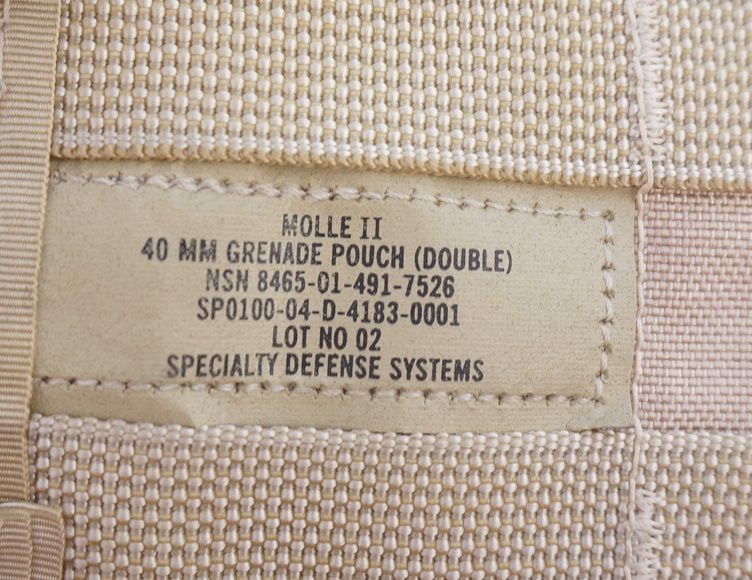 MOLLE II
40 MM GRENADE POUCH (DOUBLE)
NSN 8465-01-491-7526
SP0100-04-D-4183-0001
LOT NO 02
SPECIALTY DEFENSE SYSTEMS